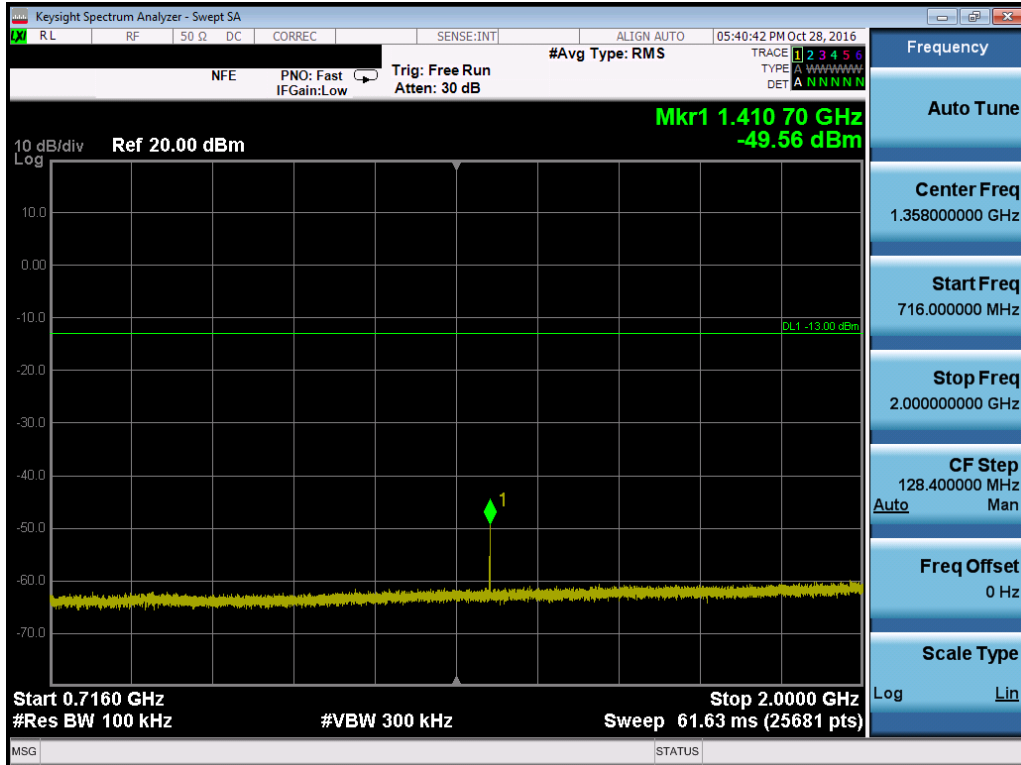 Keysight Spectrum Analyzer - Swept SA
LXI RL RF 50 Ω DC CORREC SENSE:INT ALIGN AUTO 05:40:42 PM Oct 28, 2016
NFE PNO: Fast Trig: Free Run #Avg Type: RMS TRACE 1 2 3 4 5 6
IFGain:Low Atten: 30 dB TYPE A WWWWW
DET A N N N N N
Mkr1 1.410 70 GHz
-49.56 dBm
10 dB/div Ref 20.00 dBm
Log
10.0
0.00
-10.0
DL1 -13.00 dBm
-20.0
-30.0
-40.0
1
-50.0
-60.0
-70.0
Start 0.7160 GHz Stop 2.0000 GHz
#Res BW 100 kHz #VBW 300 kHz Sweep 61.63 ms (25681 pts)
MSG STATUS
Frequency
Auto Tune
Center Freq
1.358000000 GHz
Start Freq
716.000000 MHz
Stop Freq
2.000000000 GHz
CF Step
128.400000 MHz
Auto Man
Freq Offset
0 Hz
Scale Type
Log Lin